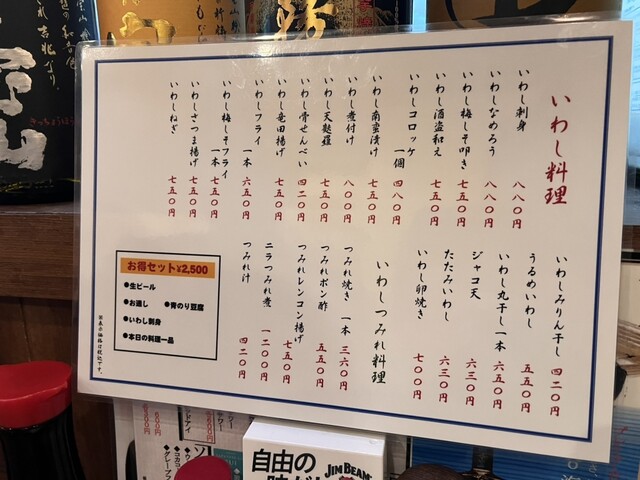 いわし料理
いわし刺身 八八〇円
いわしなめろう 八八〇円
いわし梅しそ叩き 七五〇円
いわし酒盗和え 七五〇円
いわしコロッケ 一個 四八〇円
いわし南蛮漬け 七五〇円
いわし煮付け 八八〇円
いわし天麩羅 七五〇円
いわし骨せんべい 四二〇円
いわし竜田揚げ 七五〇円
いわしフライ 一本 六五〇円
いわし梅しそフライ 一本 七五〇円
いわしさつま揚げ 七五〇円
いわしねぎ 七五〇円
いわしみりん干し 四二〇円
うるめいわし 五五〇円
いわし丸干し一本 六五〇円
ジャコ天 六三〇円
たたみいわし 六三〇円
いわし卵焼き 七〇〇円
いわしつみれ料理
つみれ焼き 一本 三六〇円
つみれポン酢 五五〇円
つみれレンコン揚げ 七五〇円
ニラつみれ煮 一二〇〇円
つみれ汁 四二〇円
お得セット¥2,500
●生ビール
●お通し ●青のり豆腐
●いわし刺身
●本日の料理一品
※表示価格は税込です。
自由の
JIM BEAM